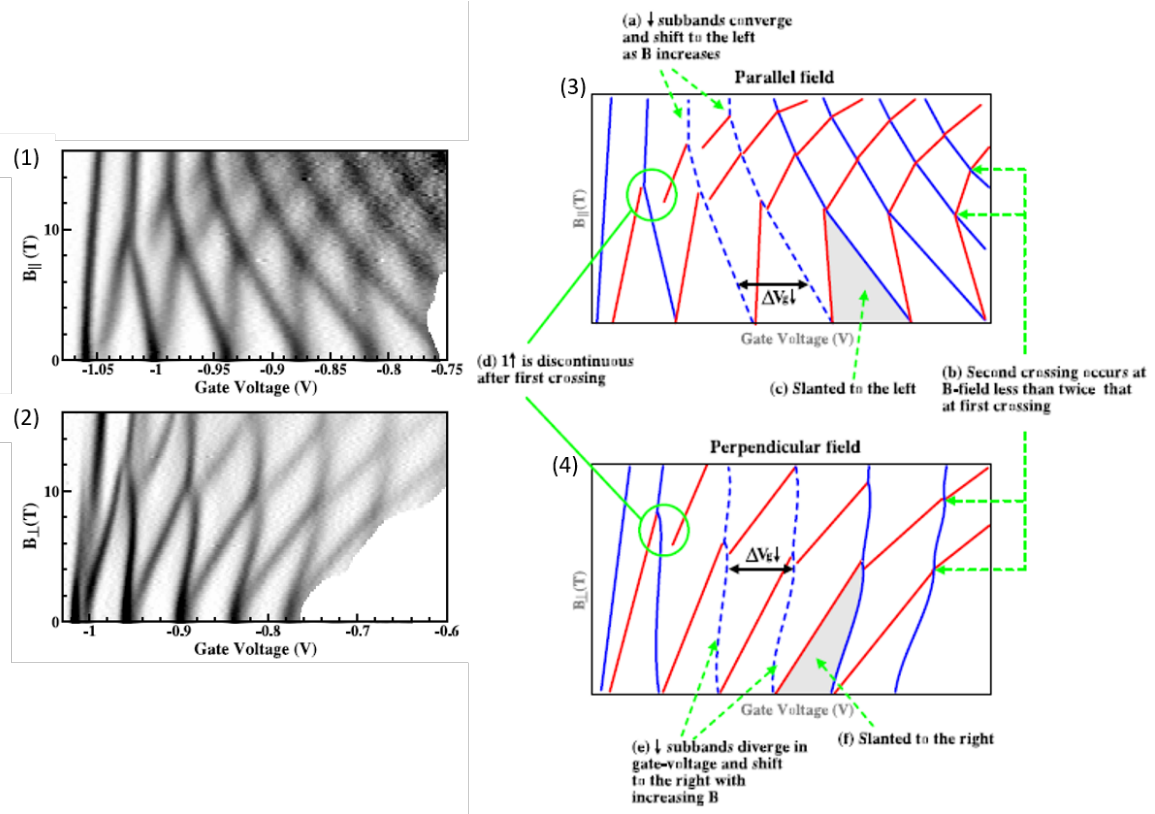 (1)
B∥(T)
10
0
-1.05
-1
-0.95
-0.9
-0.85
-0.8
-0.75
Gate Voltage (V)
(2)
B⊥(T)
10
0
-1
-0.9
-0.8
-0.7
-0.6
Gate Voltage (V)
(a) ↓ subbands converge
and shift to the left
as B increases
(3)
Parallel field
B∥(T)
ΔVg↓
Gate Voltage (V)
(c) Slanted to the left
(d) 1↑ is discontinuous
after first crossing
(b) Second crossing occurs at
B-field less than twice that
at first crossing
(4)
Perpendicular field
B⊥(T)
ΔVg↓
Gate Voltage (V)
(e) ↓ subbands diverge in
gate-voltage and shift
to the right with
increasing B
(f) Slanted to the right